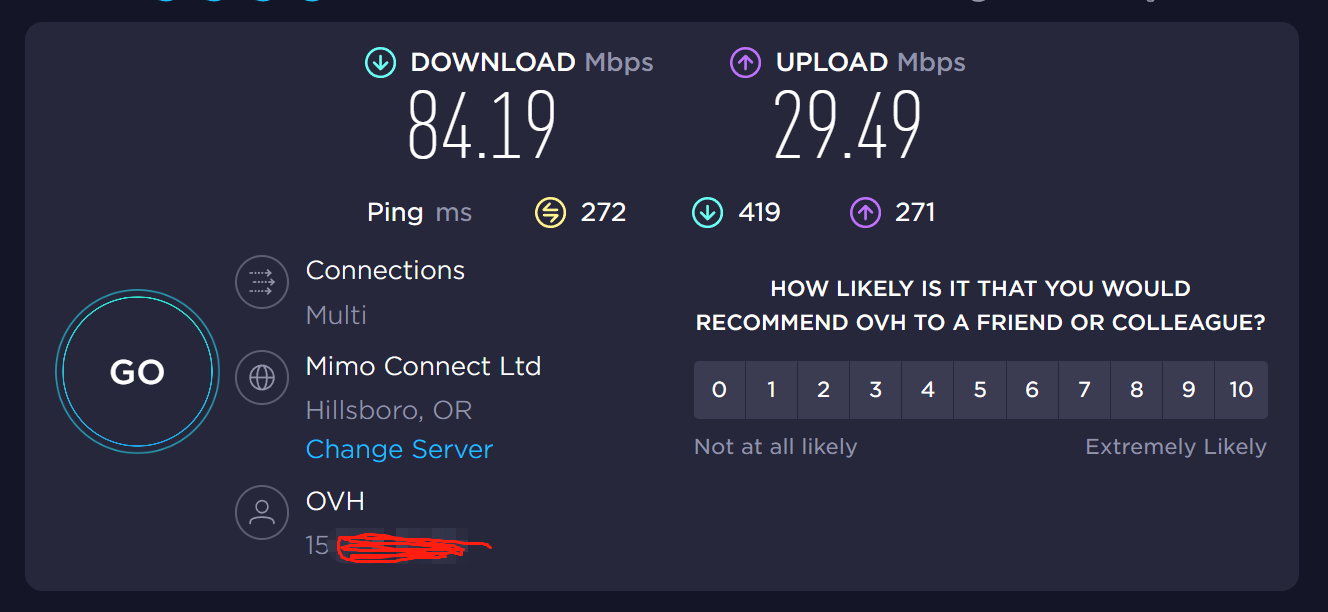 DOWNLOAD Mbps
84.19
UPLOAD Mbps
29.49
Ping ms 272 419 271
GO
Connections
Multi
Mimo Connect Ltd
Hillsboro, OR
Change Server
OVH
15
HOW LIKELY IS IT THAT YOU WOULD
RECOMMEND OVH TO A FRIEND OR COLLEAGUE?
0 1 2 3 4 5 6 7 8 9 10
Not at all likely Extremely Likely